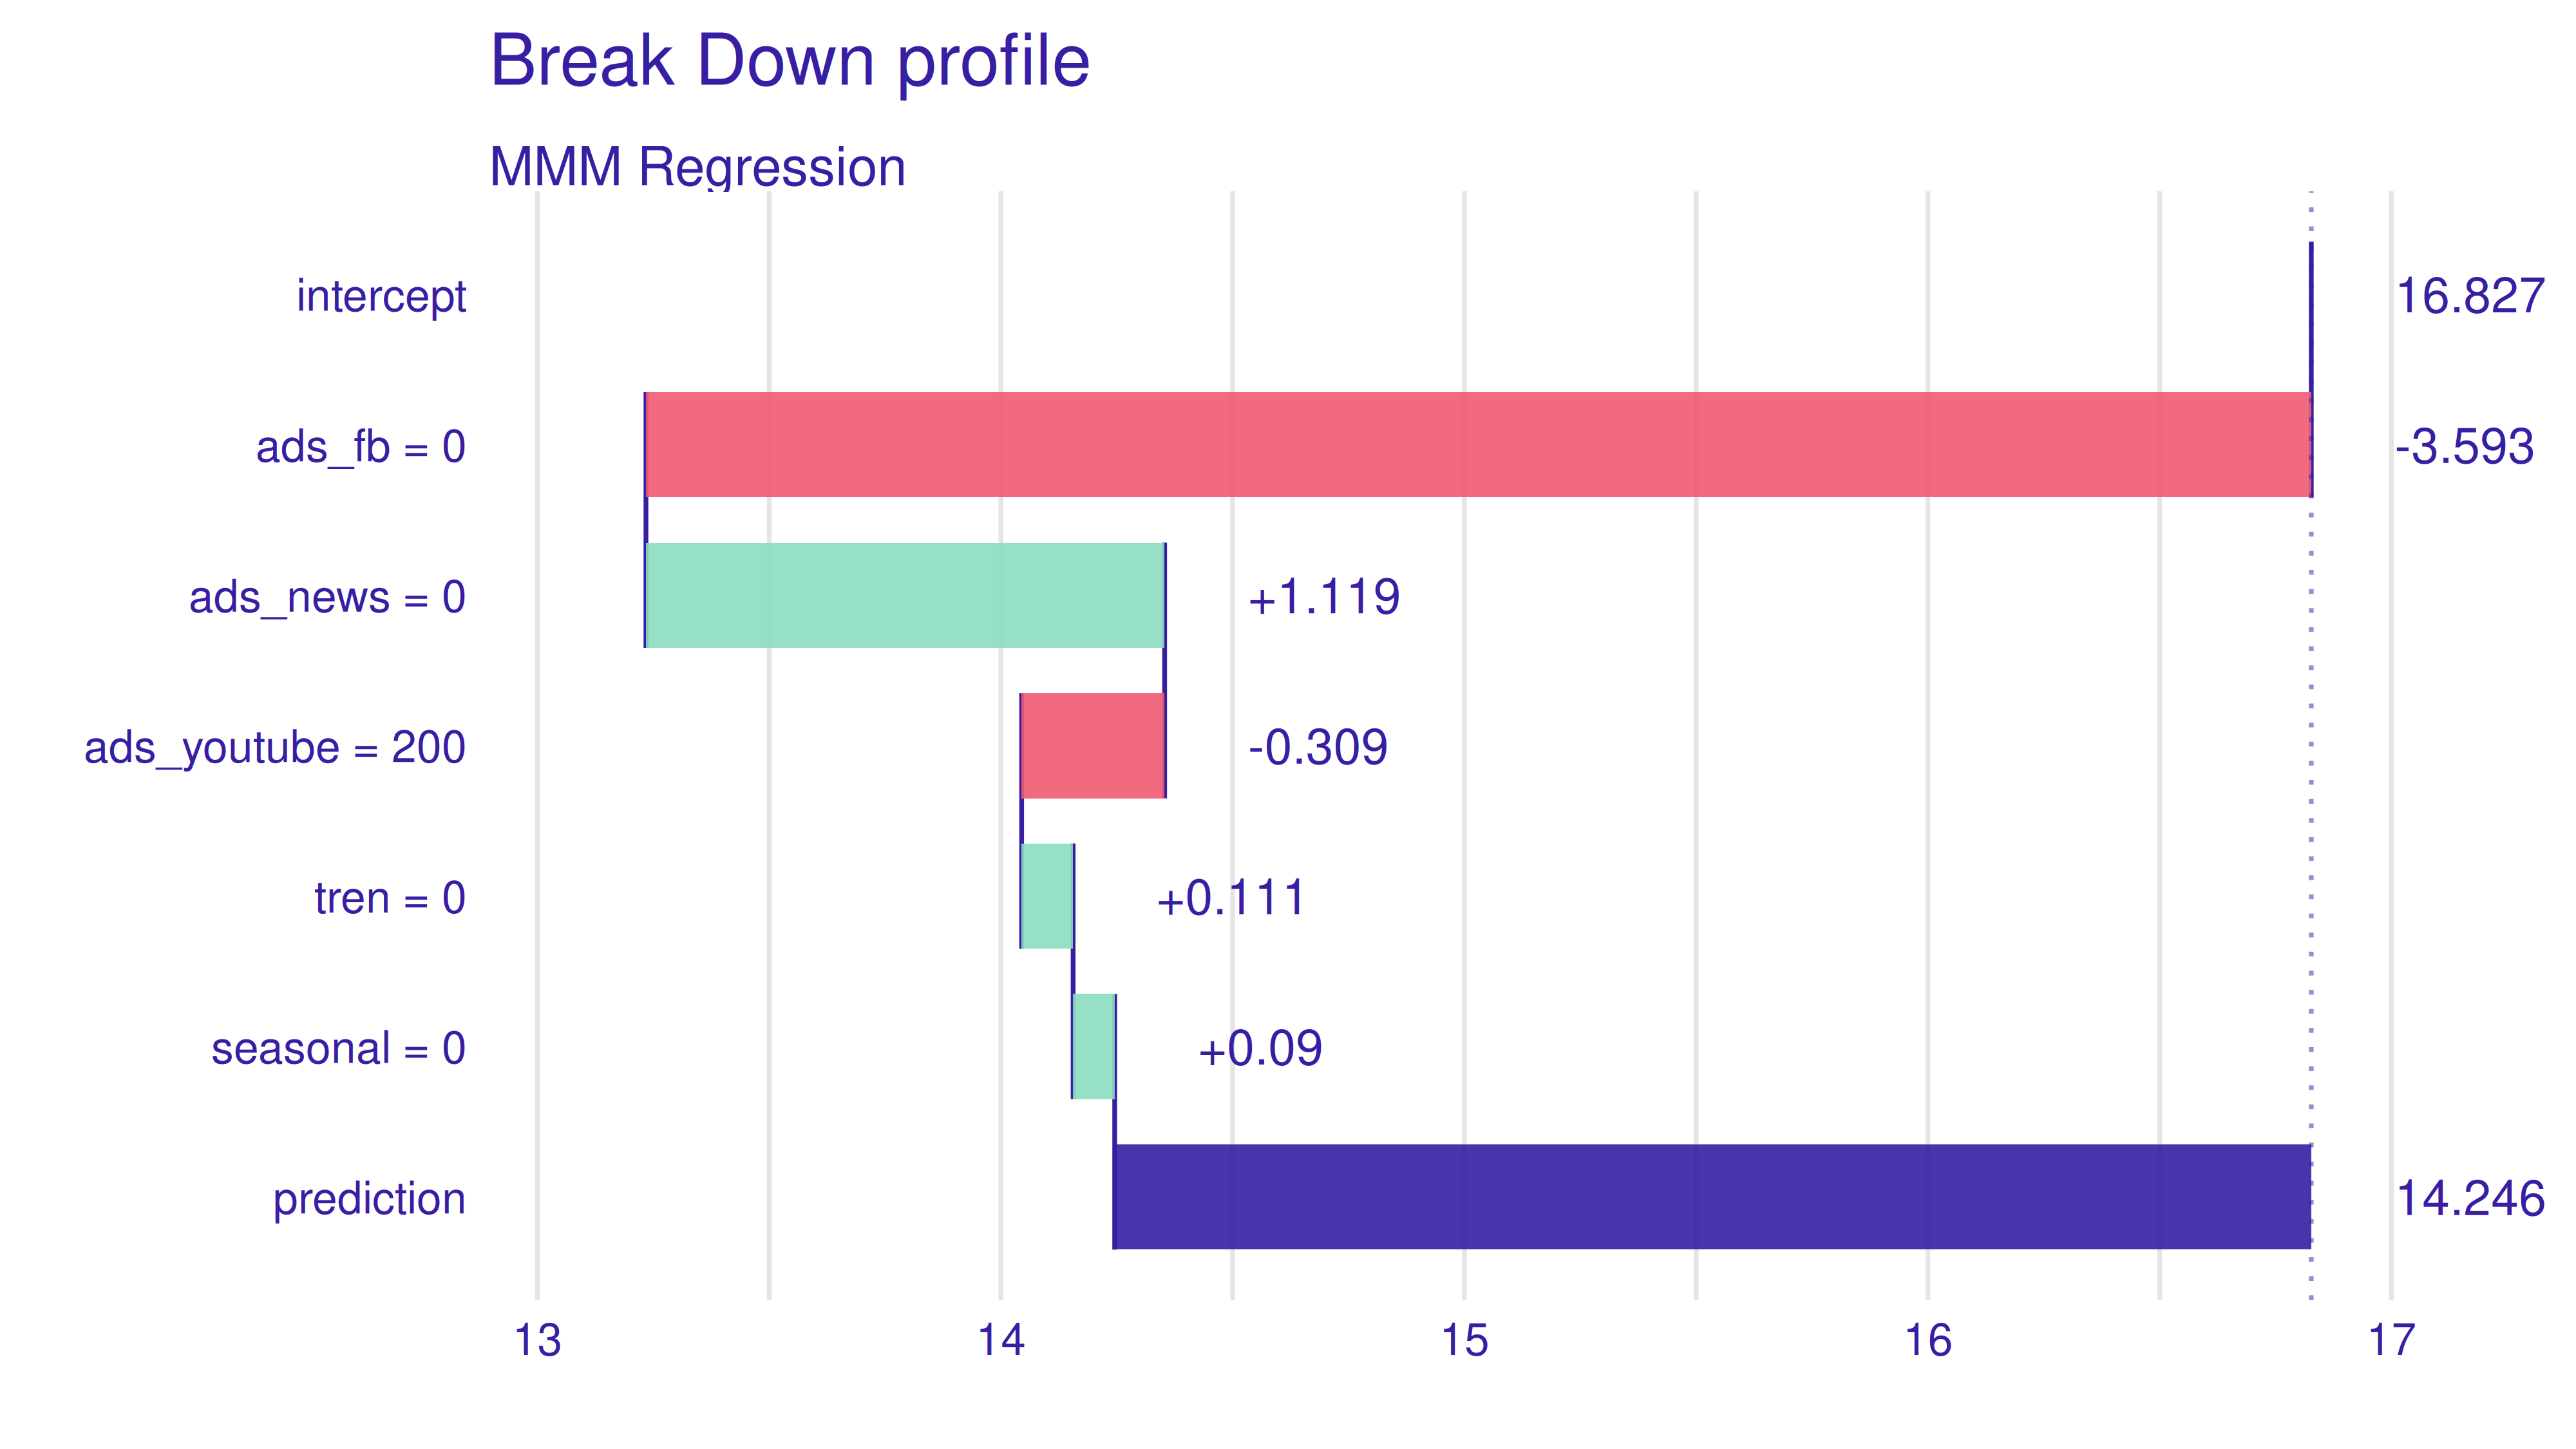 Break Down profile
MMM Regression
intercept 16.827
ads_fb = 0 -3.593
ads_news = 0 +1.119
ads_youtube = 200 -0.309
tren = 0 +0.111
seasonal = 0 +0.09
prediction 14.246
13 14 15 16 17